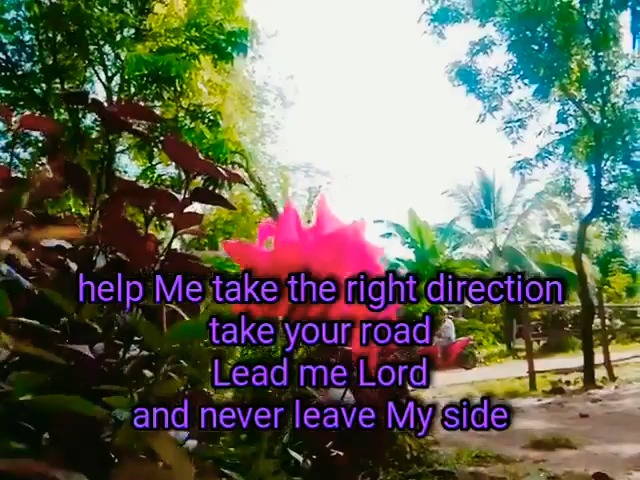 help Me take the right direction
take your road
Lead me Lord
and never leave My side